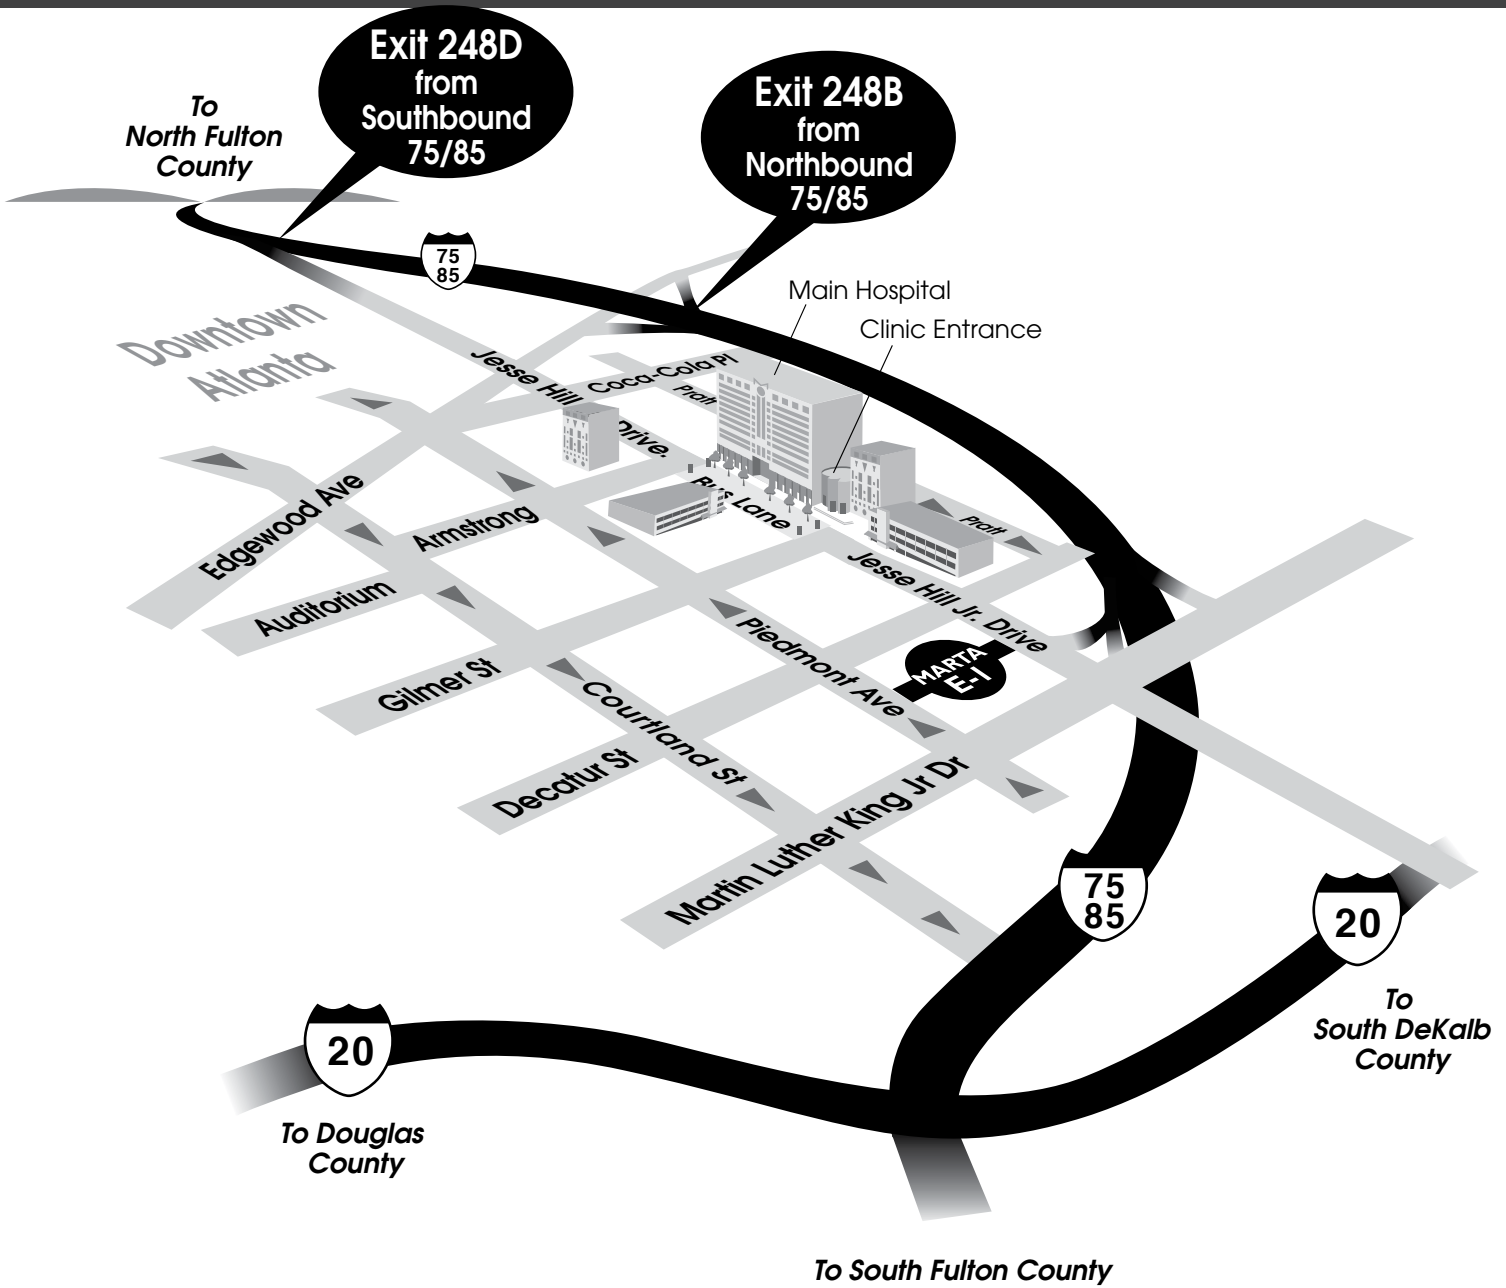 Exit 248D
from
Southbound
75/85
Exit 248B
from
Northbound
75/85
To
North Fulton
County
75
85
Main Hospital
Clinic Entrance
Downtown
Atlanta
Jesse Hill
Drive.
Coca-Cola Pl
Pratt
Bus Lane
Pratt
Edgewood Ave
Armstrong
Auditorium
Jesse Hill Jr. Drive
Gilmer St
Piedmont Ave
MARTA
E-I
Courtland St
Decatur St
Martin Luther King Jr Dr
75
85
20
To
South DeKalb
County
20
To Douglas
County
To South Fulton County